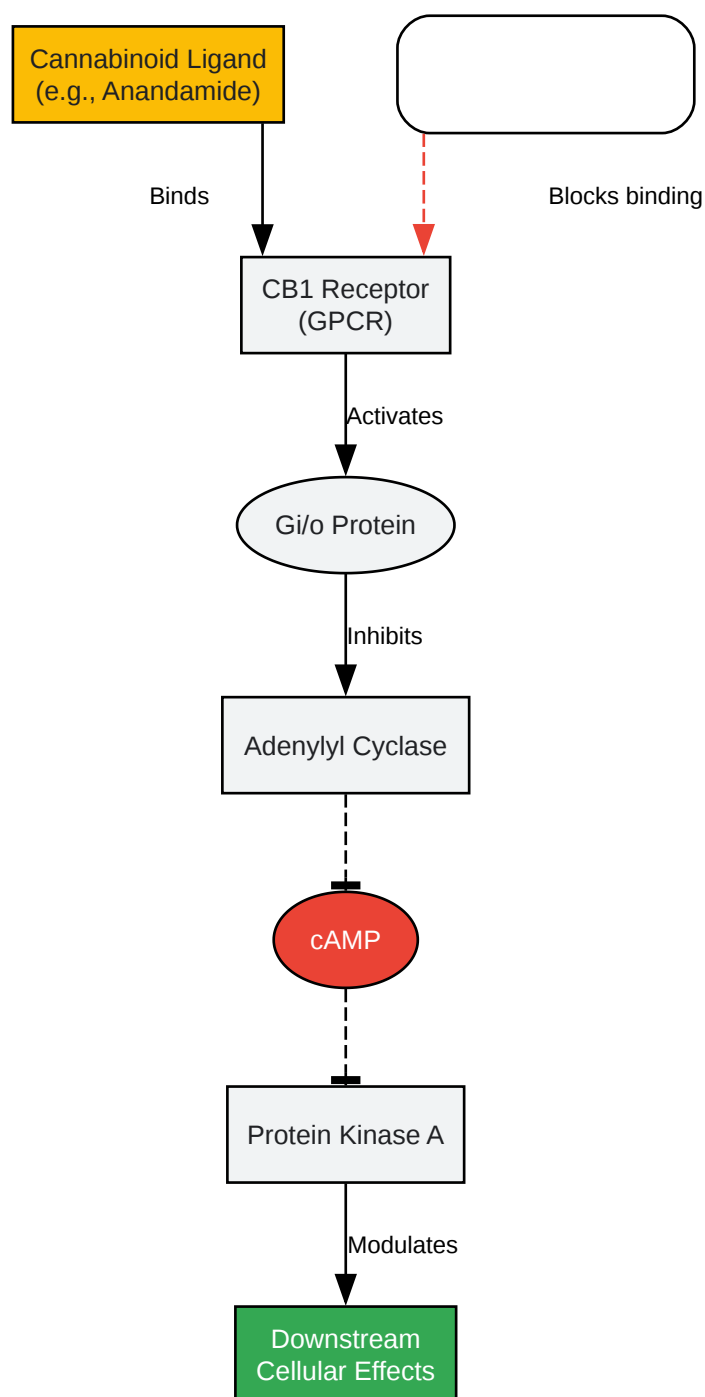 Cannabinoid Ligand
(e.g., Anandamide)
Binds
Blocks binding
CB1 Receptor
(GPCR)
Activates
Gi/o Protein
Inhibits
Adenylyl Cyclase
cAMP
Protein Kinase A
Modulates
Downstream
Cellular Effects